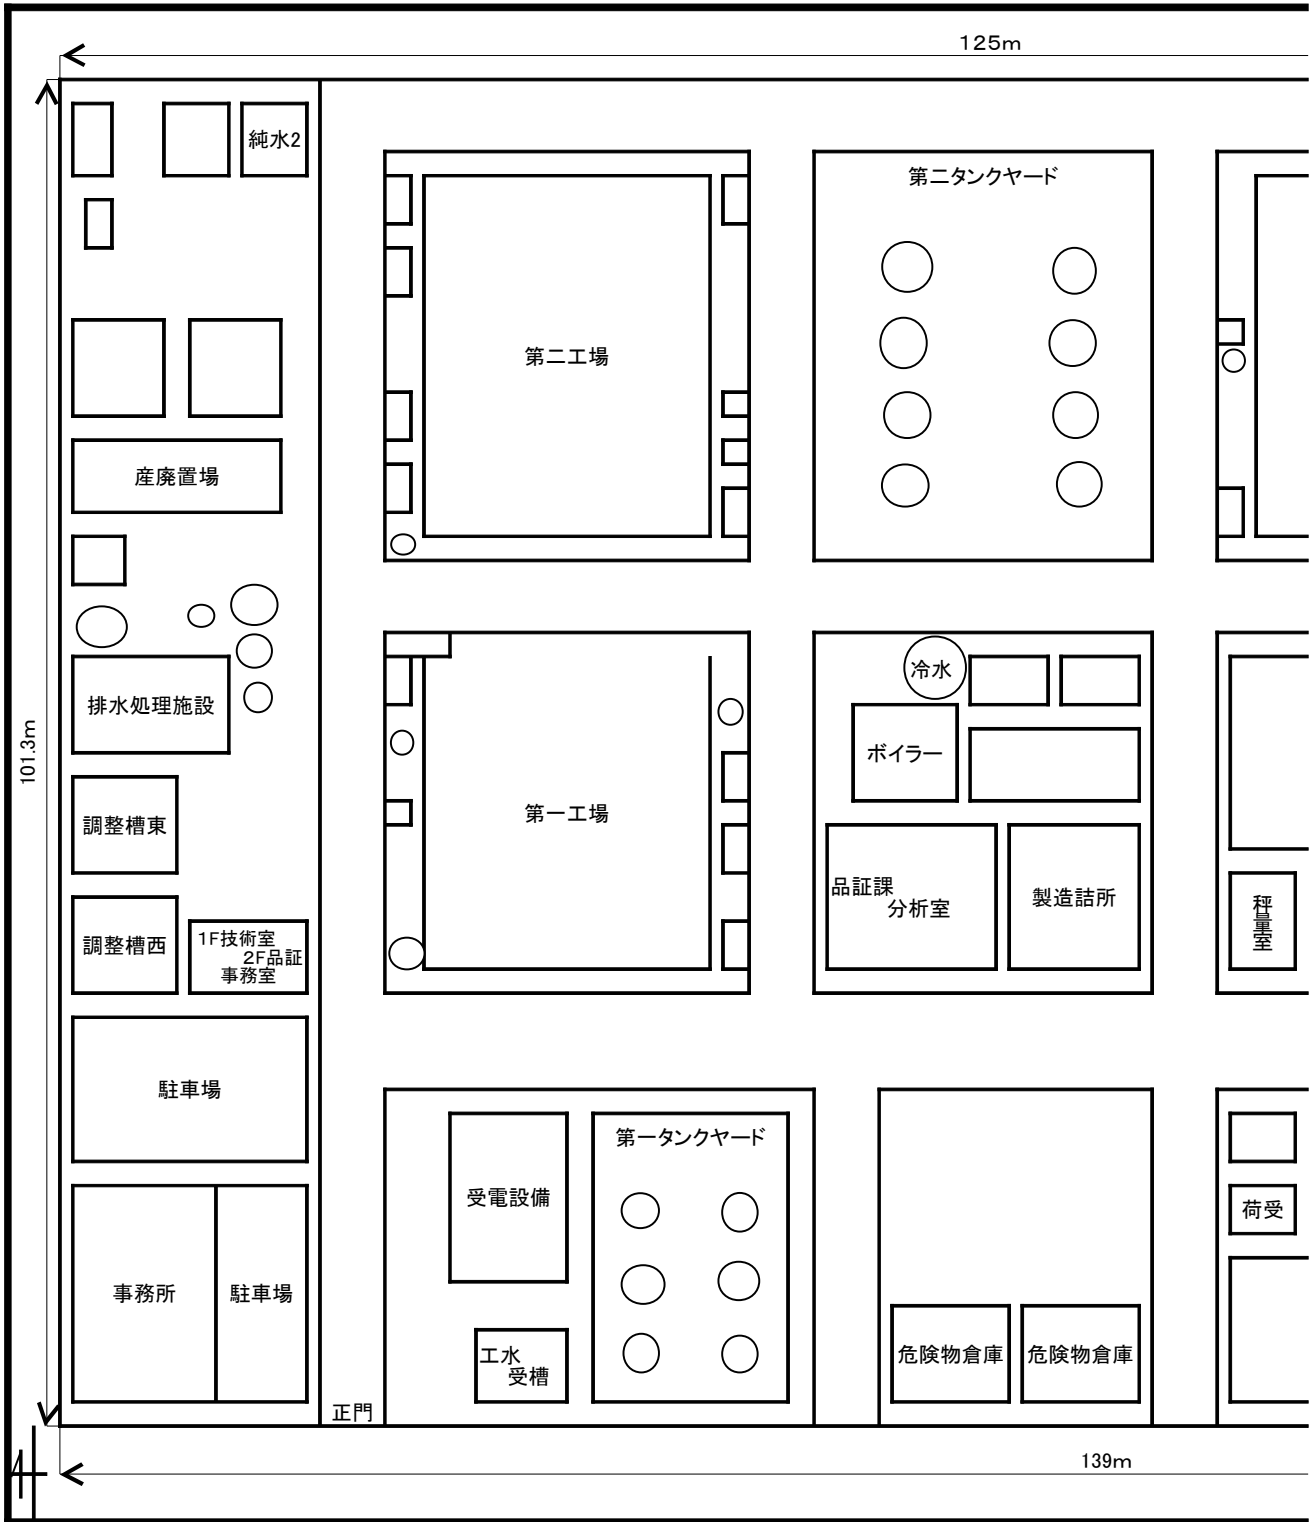 125m
純水2
第二タンクヤード
第二工場
産廃置場
冷水
排水処理施設
ボイラー
101.3m
第一工場
調整槽東
品証課
分析室
製造詰所
秤量室
1F技術室
2F品証
事務室
調整槽西
駐車場
第一タンクヤード
受電設備
荷受
事務所
駐車場
工水
受槽
危険物倉庫
危険物倉庫
正門
139m